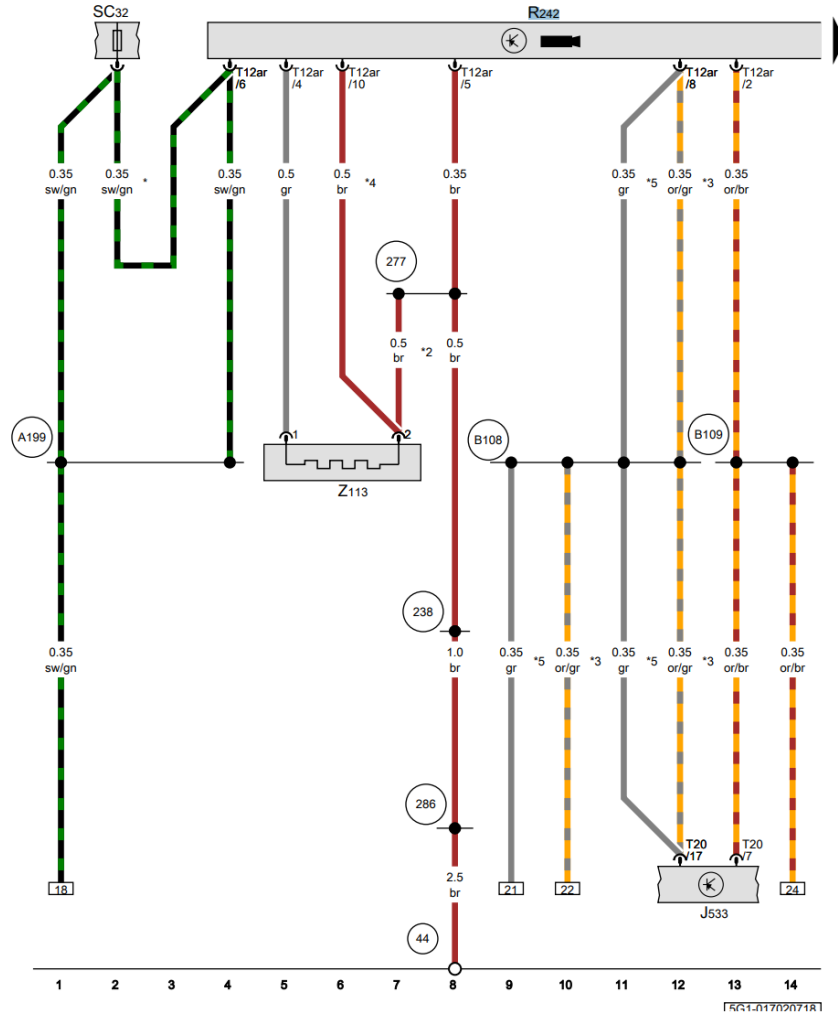 SC32
R242
T12ar
/6
T12ar
/4
T12ar
/10
T12ar
/5
T12ar
/8
T12ar
/2
0.35
sw/gn
0.35
sw/gn
*
0.35
sw/gn
0.5
gr
0.5
br
*4
0.35
br
0.35
gr
*5
0.35
or/gr
*3
0.35
or/br
277
0.5
br
*2
0.5
br
A199
1
2
B108
B109
Z113
238
0.35
sw/gn
1.0
br
0.35
gr
*5
0.35
or/gr
*3
0.35
gr
*5
0.35
or/gr
*3
0.35
or/br
0.35
or/br
286
T20
/17
T20
/7
18
2.5
br
21
22
24
J533
44
1 2 3 4 5 6 7 8 9 10 11 12 13 14
5G1-017020718